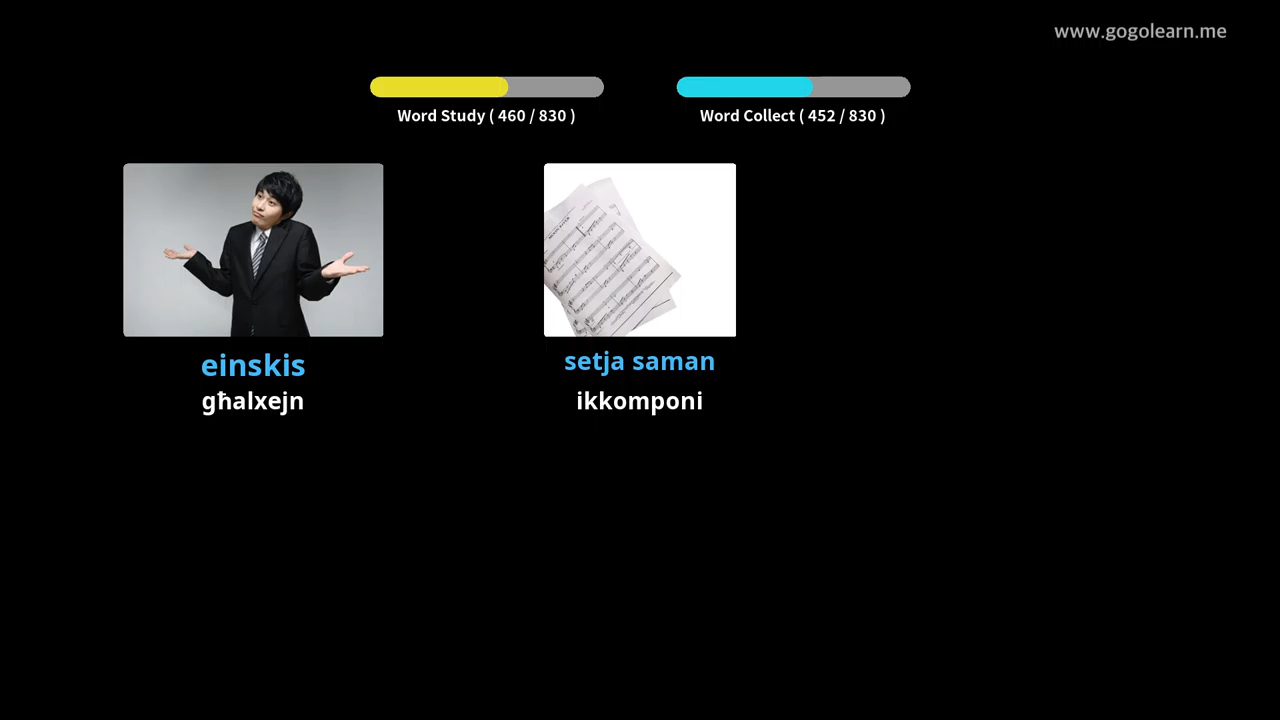 www.gogolearn.me
Word Study ( 460 / 830 )
Word Collect ( 452 / 830 )
einskis
għalxejn
setja saman
ikkomponi